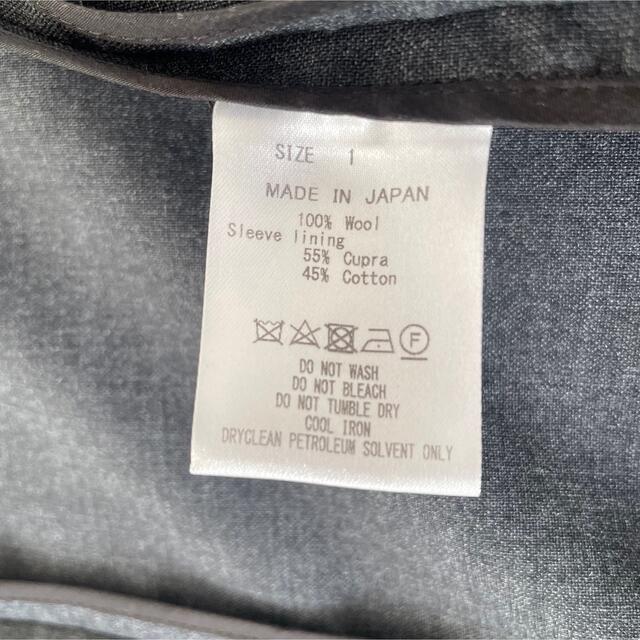 SIZE 1
MADE IN JAPAN
100% Wool
Sleeve lining
55% Cupra
45% Cotton
F
DO NOT WASH
DO NOT BLEACH
DO NOT TUMBLE DRY
COOL IRON
DRYCLEAN PETROLEUM SOLVENT ONLY